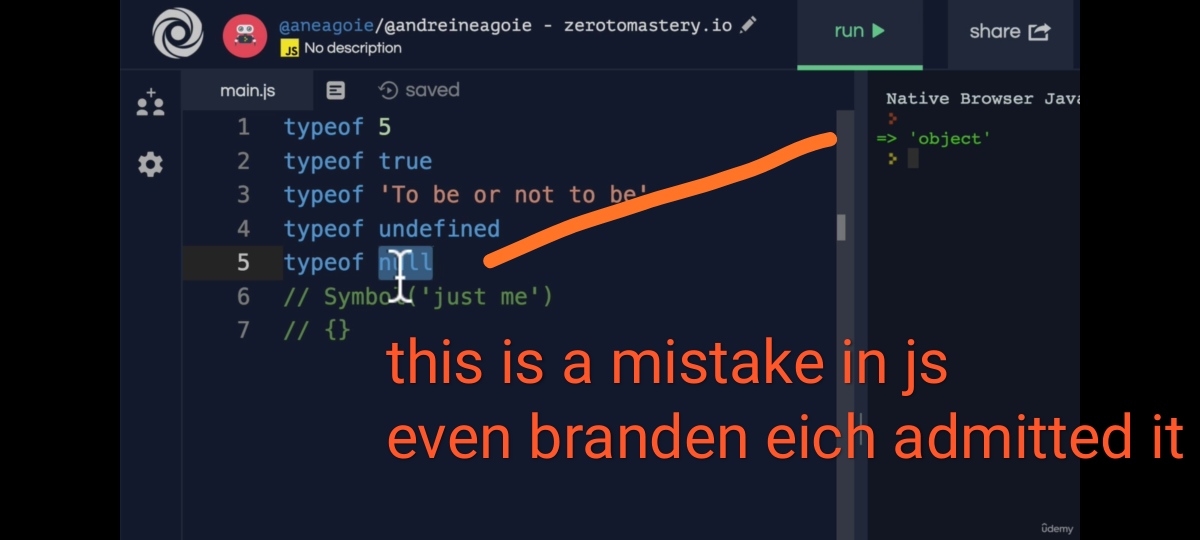 @aneagoie/@andreineagoie - zerotomastery.io
run
share
JS No description
main.js
saved
Native Browser Java
1 typeof 5
=> 'object'
2 typeof true
3 typeof 'To be or not to be'
4 typeof undefined
5 typeof null
6 // Symbol('just me')
7 // {}
this is a mistake in js
even branden eich admitted it
ûdemy